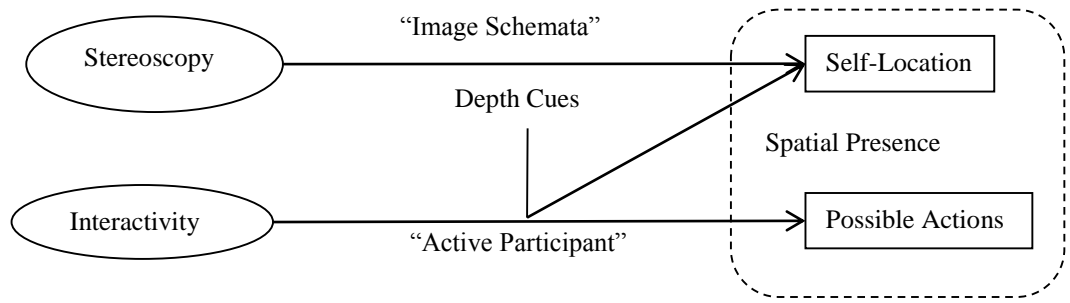 “Image Schemata”
Stereoscopy
Self-Location
Depth Cues
Spatial Presence
Interactivity
Possible Actions
“Active Participant”